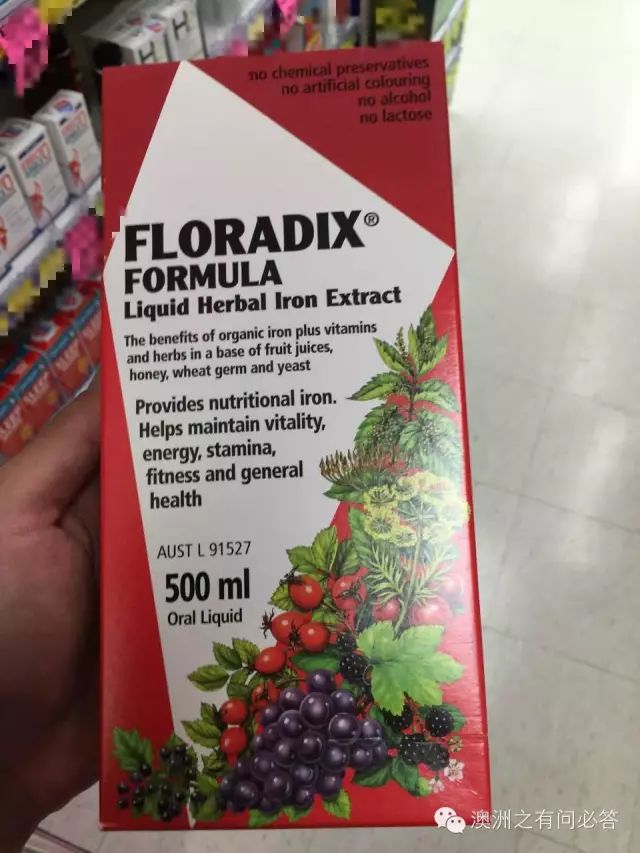 no chemical preservatives
no artificial colouring
no alcohol
no lactose
FLORADIX®
FORMULA
Liquid Herbal Iron Extract
The benefits of organic iron plus vitamins
and herbs in a base of fruit juices,
honey, wheat germ and yeast
Provides nutritional iron.
Helps maintain vitality,
energy, stamina,
fitness and general
health
AUST L 91527
500 ml
Oral Liquid
澳洲之有问必答